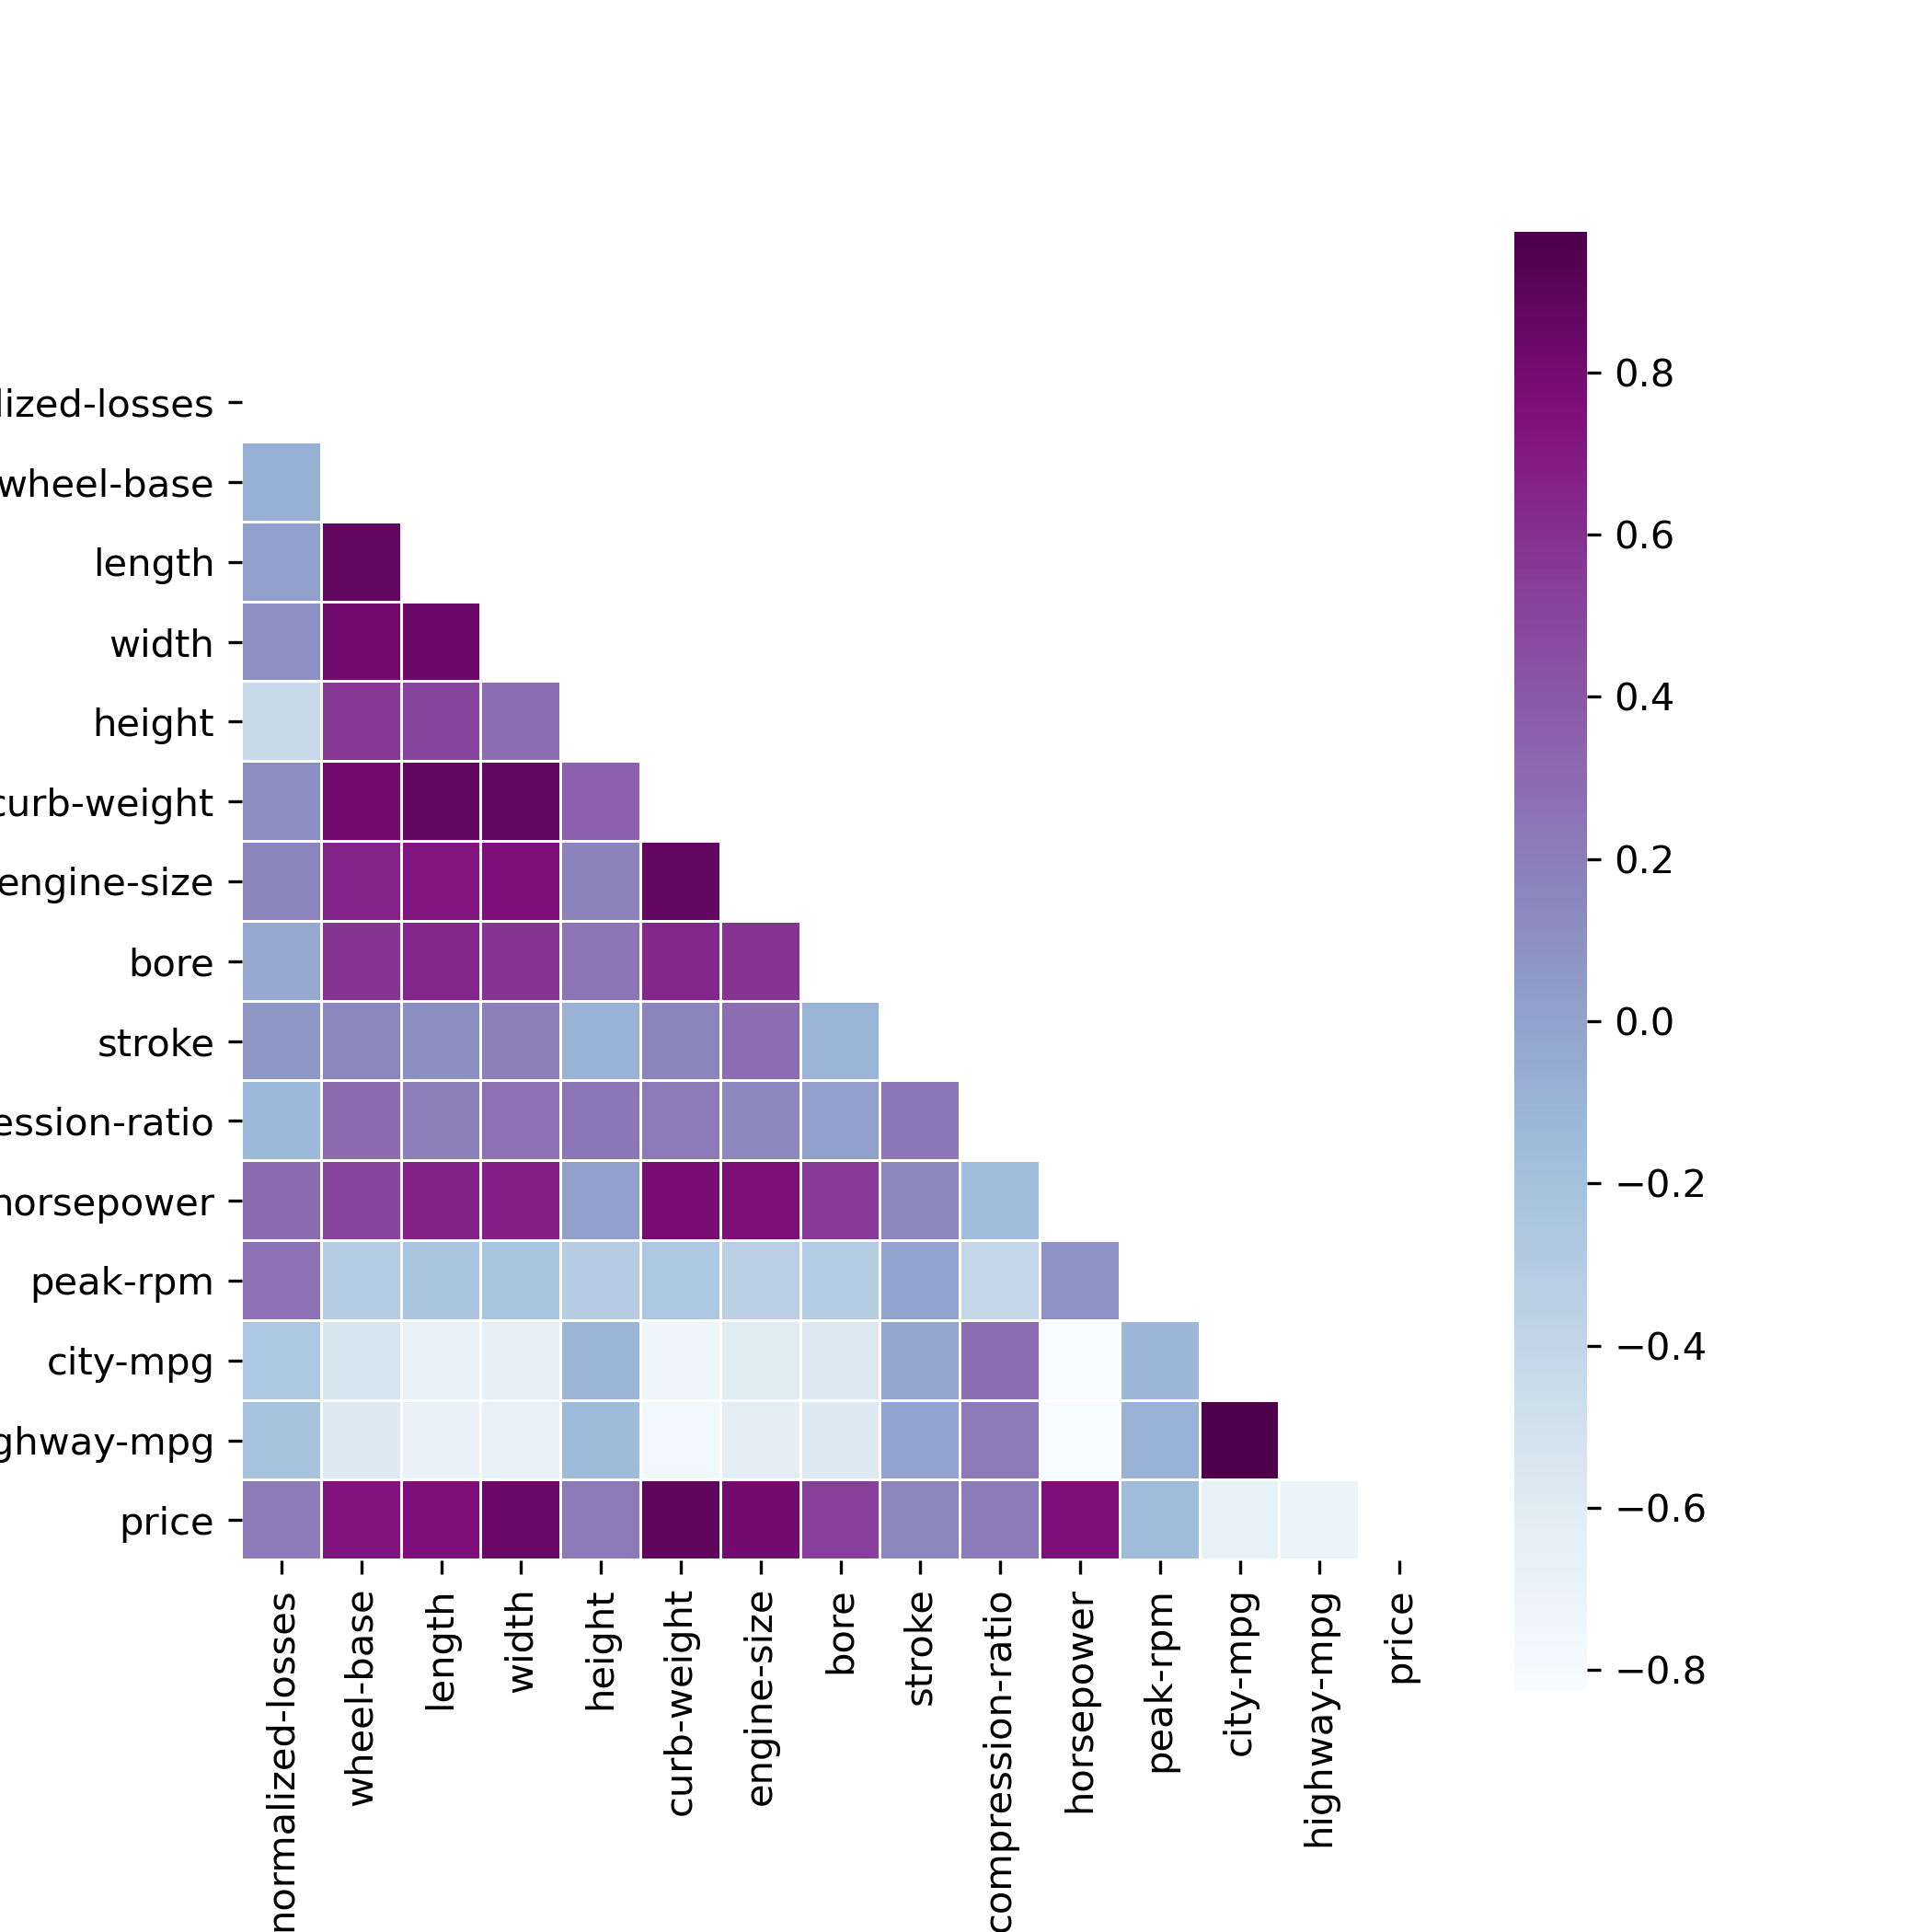 lized-losses
wheel-base
length
width
height
curb-weight
engine-size
bore
stroke
ession-ratio
horsepower
peak-rpm
city-mpg
ghway-mpg
price
normalized-losses
wheel-base
length
width
height
curb-weight
engine-size
bore
stroke
compression-ratio
horsepower
peak-rpm
city-mpg
highway-mpg
price
0.8
0.6
0.4
0.2
0.0
−0.2
−0.4
−0.6
−0.8